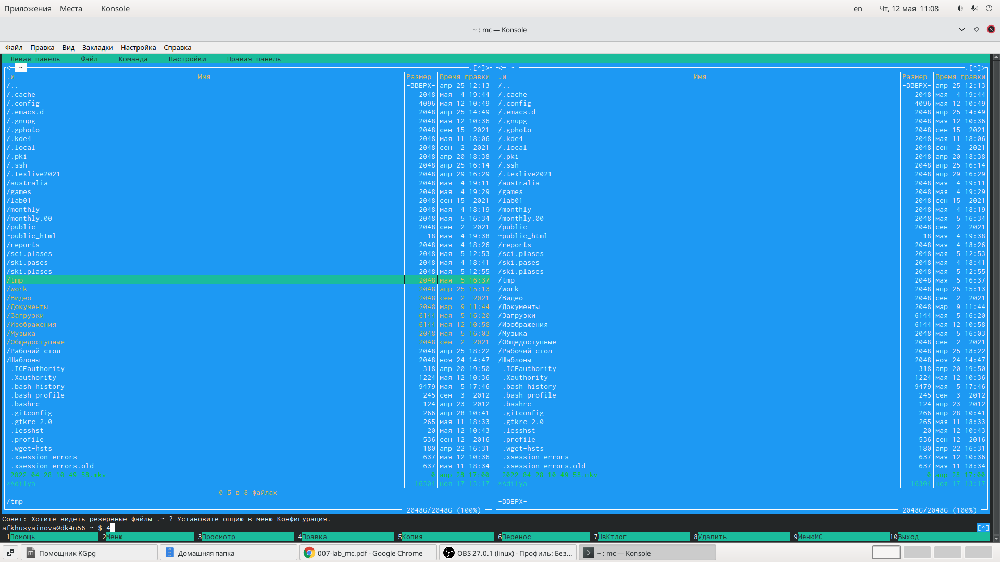 Приложения Места Konsole en Чт, 12 мая 11:08
~ : mc — Konsole
Файл Правка Вид Закладки Настройка Справка
Левая панель Файл Команда Настройки Правая панель
<─ ~ .[^]> <─ ~ .[^]>
.и Имя Размер Время правки .и Имя Размер Время правки
/.. -ВВЕРХ- апр 25 12:13 /.. -ВВЕРХ- апр 25 12:13
/.cache 2048 мая 4 19:44 /.cache 2048 мая 4 19:44
/.config 4096 мая 12 10:49 /.config 4096 мая 12 10:49
/.emacs.d 2048 апр 25 14:49 /.emacs.d 2048 апр 25 14:49
/.gnupg 2048 мая 12 10:36 /.gnupg 2048 мая 12 10:36
/.gphoto 2048 сен 15 2021 /.gphoto 2048 сен 15 2021
/.kde4 2048 мая 11 18:06 /.kde4 2048 мая 11 18:06
/.local 2048 сен 2 2021 /.local 2048 сен 2 2021
/.pki 2048 апр 20 18:38 /.pki 2048 апр 20 18:38
/.ssh 2048 апр 25 16:14 /.ssh 2048 апр 25 16:14
/.texlive2021 2048 апр 29 16:29 /.texlive2021 2048 апр 29 16:29
/australia 2048 мая 4 19:11 /australia 2048 мая 4 19:11
/games 2048 мая 4 19:29 /games 2048 мая 4 19:29
/lab01 2048 сен 15 2021 /lab01 2048 сен 15 2021
/monthly 2048 мая 4 18:19 /monthly 2048 мая 4 18:19
/monthly.00 2048 мая 5 16:34 /monthly.00 2048 мая 5 16:34
/public 2048 сен 2 2021 /public 2048 сен 2 2021
~public_html 18 мая 4 19:38 ~public_html 18 мая 4 19:38
/reports 2048 мая 4 18:26 /reports 2048 мая 4 18:26
/sci.plases 2048 мая 5 12:53 /sci.plases 2048 мая 5 12:53
/ski.pases 2048 мая 4 18:41 /ski.pases 2048 мая 4 18:41
/ski.plases 2048 мая 5 12:55 /ski.plases 2048 мая 5 12:55
/tmp 2048 мая 5 16:37 /tmp 2048 мая 5 16:37
/work 2048 апр 25 15:13 /work 2048 апр 25 15:13
/Видео 2048 сен 2 2021 /Видео 2048 сен 2 2021
/Документы 2048 мар 9 11:44 /Документы 2048 мар 9 11:44
/Загрузки 6144 мая 5 16:20 /Загрузки 6144 мая 5 16:20
/Изображения 6144 мая 12 10:58 /Изображения 6144 мая 12 10:58
/Музыка 2048 мая 5 16:03 /Музыка 2048 мая 5 16:03
/Общедоступные 2048 сен 2 2021 /Общедоступные 2048 сен 2 2021
/Рабочий стол 2048 апр 25 18:22 /Рабочий стол 2048 апр 25 18:22
/Шаблоны 2048 ноя 24 14:47 /Шаблоны 2048 ноя 24 14:47
.ICEauthority 318 апр 20 19:50 .ICEauthority 318 апр 20 19:50
.Xauthority 1224 мая 12 10:36 .Xauthority 1224 мая 12 10:36
.bash_history 9479 мая 5 17:46 .bash_history 9479 мая 5 17:46
.bash_profile 245 сен 3 2012 .bash_profile 245 сен 3 2012
.bashrc 124 апр 23 2012 .bashrc 124 апр 23 2012
.gitconfig 266 апр 28 10:41 .gitconfig 266 апр 28 10:41
.gtkrc-2.0 265 мая 11 18:33 .gtkrc-2.0 265 мая 11 18:33
.lesshst 20 мая 12 10:43 .lesshst 20 мая 12 10:43
.profile 536 сен 12 2016 .profile 536 сен 12 2016
.wget-hsts 180 апр 22 16:31 .wget-hsts 180 апр 22 16:31
.xsession-errors 637 мая 12 10:36 .xsession-errors 637 мая 12 10:36
.xsession-errors.old 637 мая 11 18:34 .xsession-errors.old 637 мая 11 18:34
апр 28 апр 28
*Adilya 16304 ноя 17 13:17 *Adilya 16304 ноя 17 13:17
0 Б в 8 файлах
/tmp -ВВЕРХ-
2048G/2048G (100%) 2048G/2048G (100%)
Совет: Хотите видеть резервные файлы .~ ? Установите опцию в меню Конфигурация.
afkhusyainova@dk4n56 ~ $ 4 [^]
1Помощь 2Меню 3Просмотр 4Правка 5Копия 6Перенос 7НвКтлог 8Удалить 9МенюMC 10Выход
Помощник KGpg Домашняя папка 007-lab_mc.pdf - Google Chrome OBS 27.0.1 (linux) - Профиль: Без... ~ : mc — Konsole